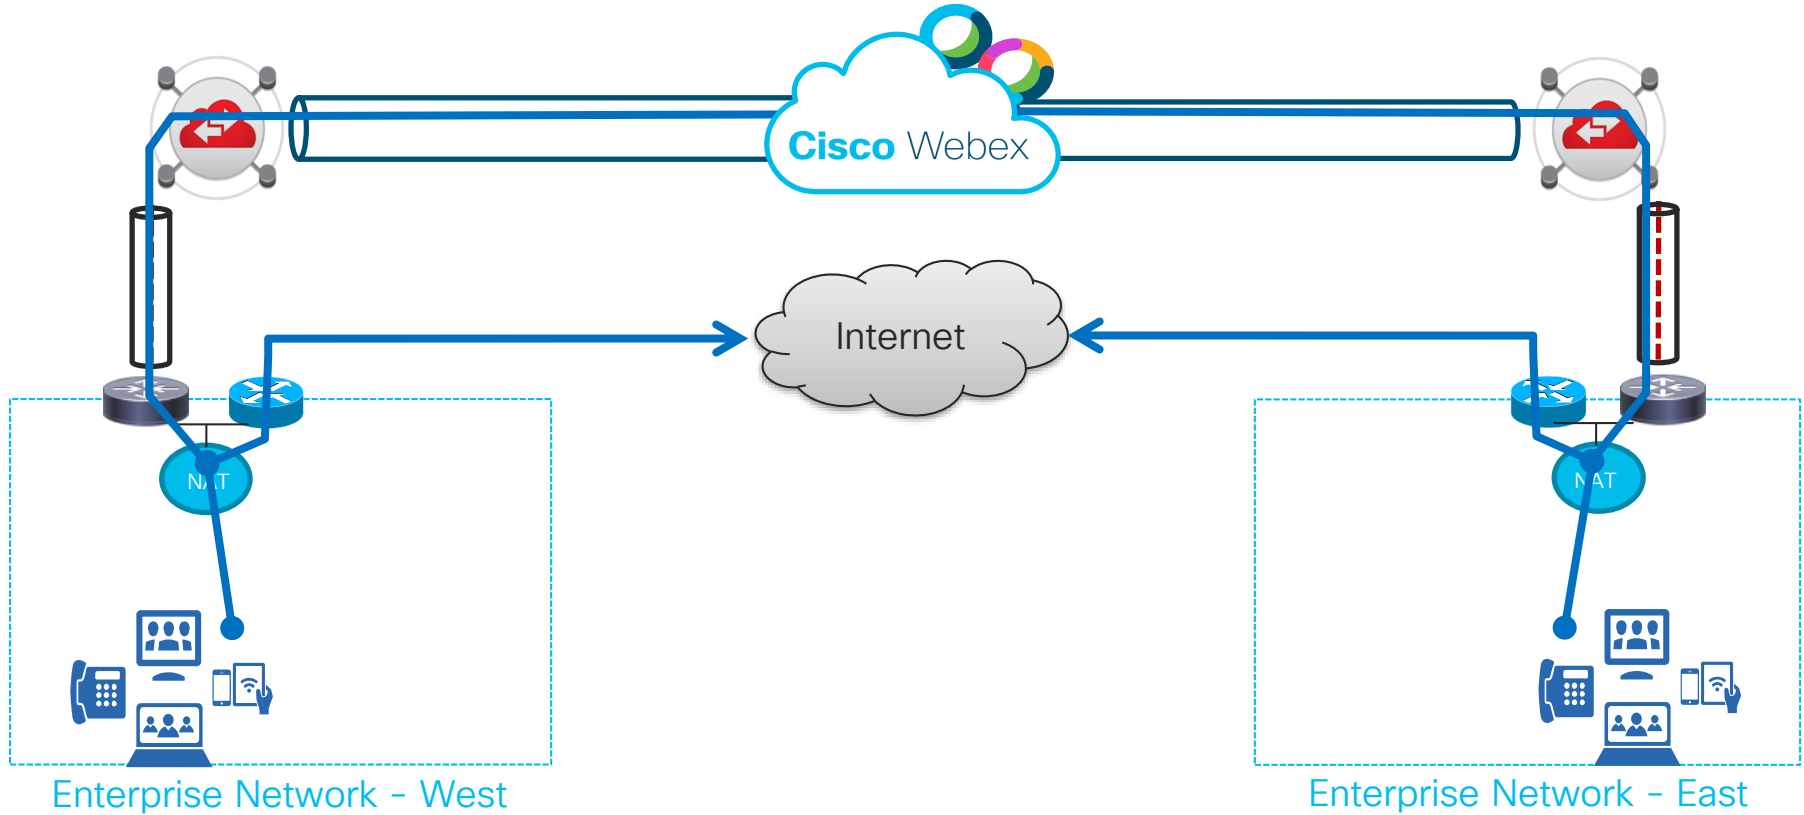 Cisco Webex
Internet
NAT
NAT
Enterprise Network - West
Enterprise Network - East